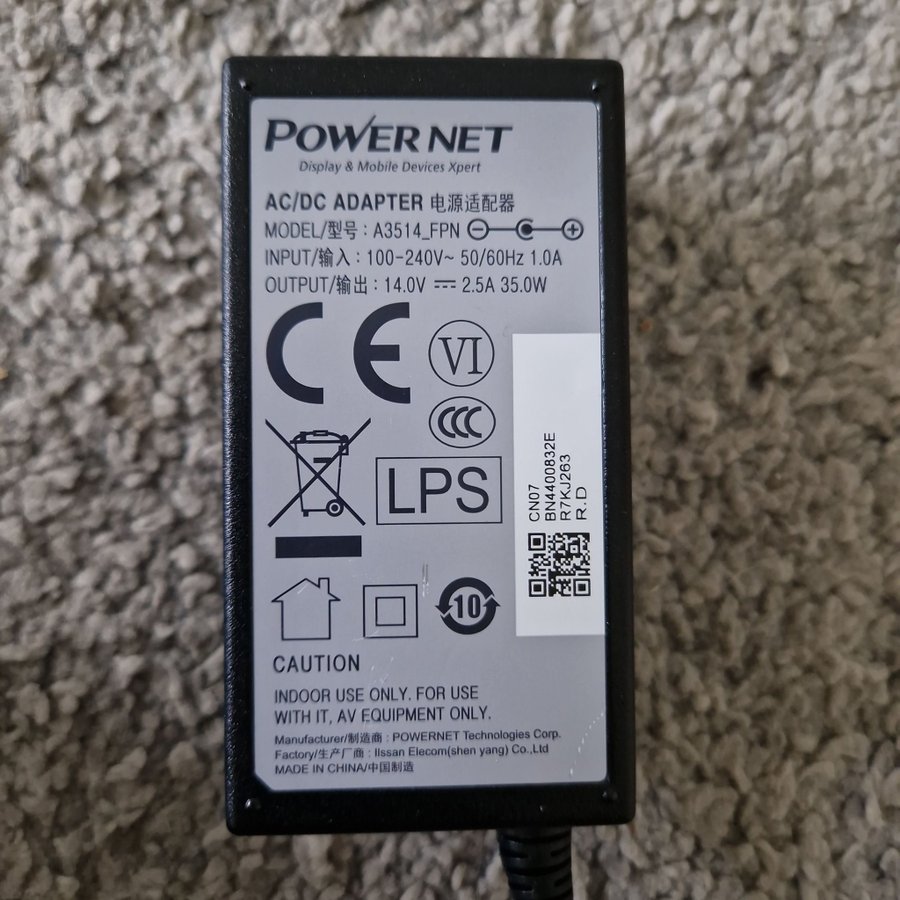 POWER NET
Display & Mobile Devices Xpert
AC/DC ADAPTER 电源适配器
MODEL/型号 : A3514_FPN
INPUT/输入 : 100-240V~ 50/60Hz 1.0A
OUTPUT/输出 : 14.0V ⎓ 2.5A 35.0W
CE
VI
CCC
LPS
10
CN07
BN4400832E
R7KJ263
R.D
CAUTION
INDOOR USE ONLY. FOR USE
WITH IT, AV EQUIPMENT ONLY.
Manufacturer/制造商 : POWERNET Technologies Corp.
Factory/生产厂商 : Ilssan Elecom(shen yang) Co.,Ltd
MADE IN CHINA/中国制造